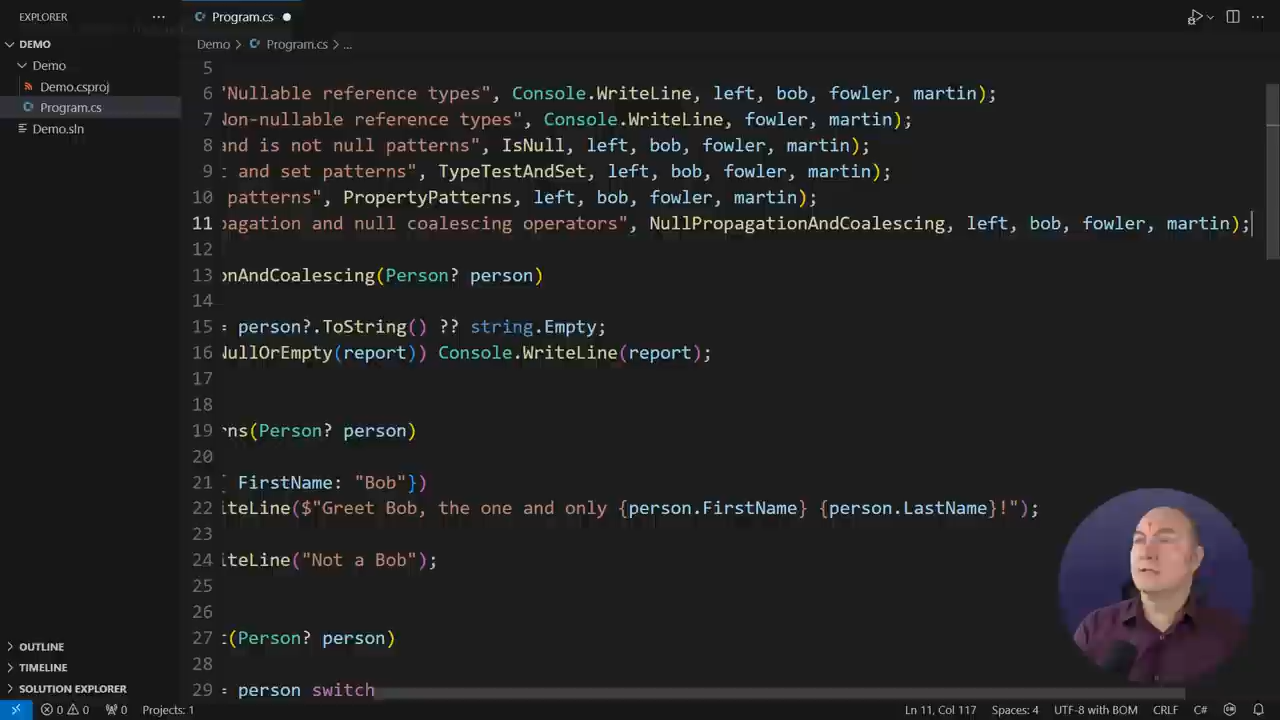 EXPLORER
Program.cs
DEMO
Demo
Demo.csproj
Program.cs
Demo.sln
OUTLINE
TIMELINE
SOLUTION EXPLORER
Demo > Program.cs > ...
5
6 'Nullable reference types", Console.WriteLine, left, bob, fowler, martin);
7 Non-nullable reference types", Console.WriteLine, fowler, martin);
8 and is not null patterns", IsNull, left, bob, fowler, martin);
9 t and set patterns", TypeTestAndSet, left, bob, fowler, martin);
10 patterns", PropertyPatterns, left, bob, fowler, martin);
11 pagation and null coalescing operators", NullPropagationAndCoalescing, left, bob, fowler, martin);
12
13 onAndCoalescing(Person? person)
14
15 = person?.ToString() ?? string.Empty;
16 NullOrEmpty(report)) Console.WriteLine(report);
17
18
19 rns(Person? person)
20
21 { FirstName: "Bob"})
22 iteLine($"Greet Bob, the one and only {person.FirstName} {person.LastName}!");
23
24 iteLine("Not a Bob");
25
26
27 t(Person? person)
28
29 = person switch
0 0 0 Projects: 1 Ln 11, Col 117 Spaces: 4 UTF-8 with BOM CRLF C#